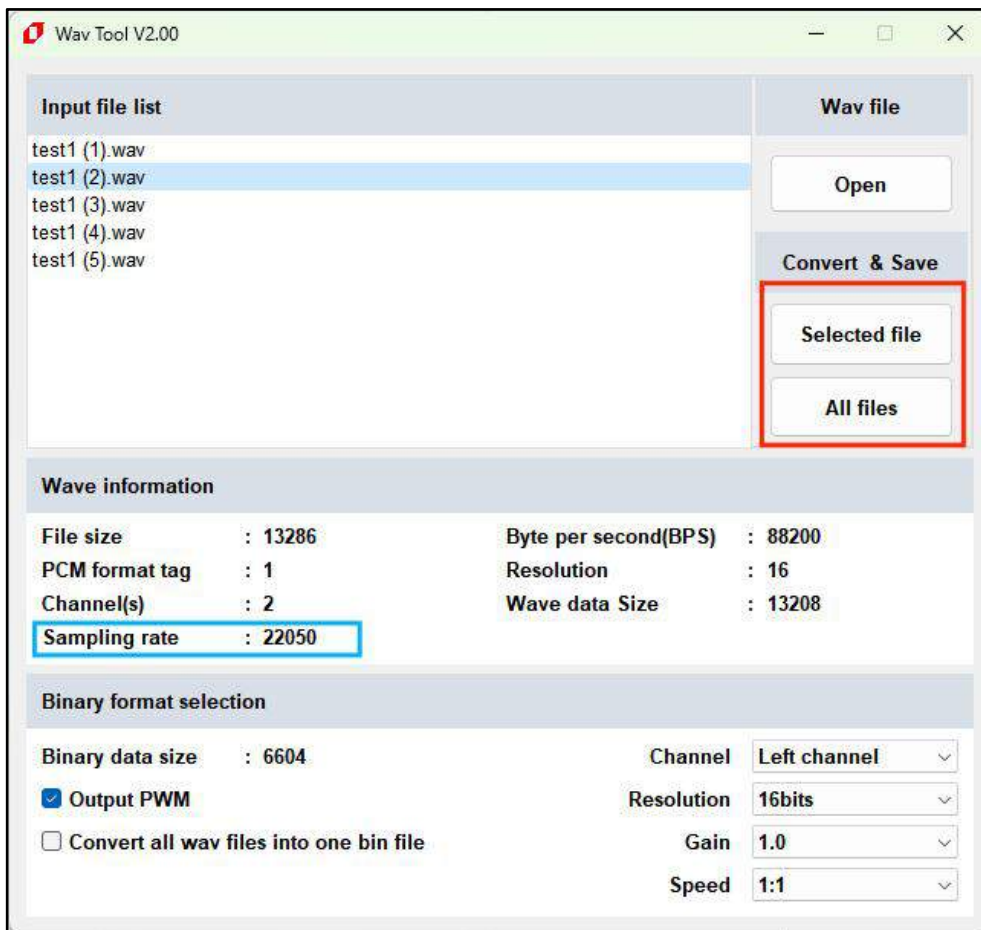 Wav Tool V2.00
Input file list
test1 (1).wav
test1 (2).wav
test1 (3).wav
test1 (4).wav
test1 (5).wav
Wav file
Open
Convert & Save
Selected file
All files
Wave information
File size : 13286
PCM format tag : 1
Channel(s) : 2
Sampling rate : 22050
Byte per second(BPS) : 88200
Resolution : 16
Wave data Size : 13208
Binary format selection
Binary data size : 6604
Output PWM
Convert all wav files into one bin file
Channel Left channel
Resolution 16bits
Gain 1.0
Speed 1:1